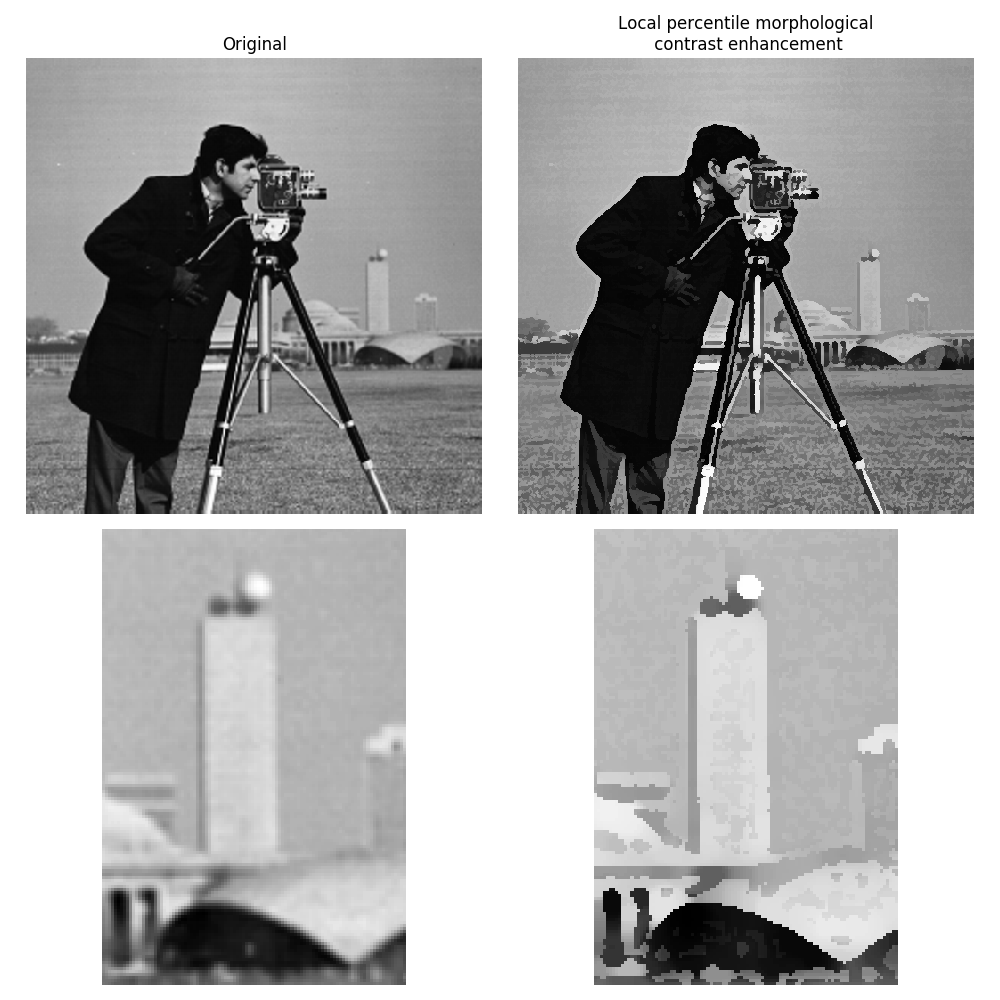 Original
Local percentile morphological
contrast enhancement